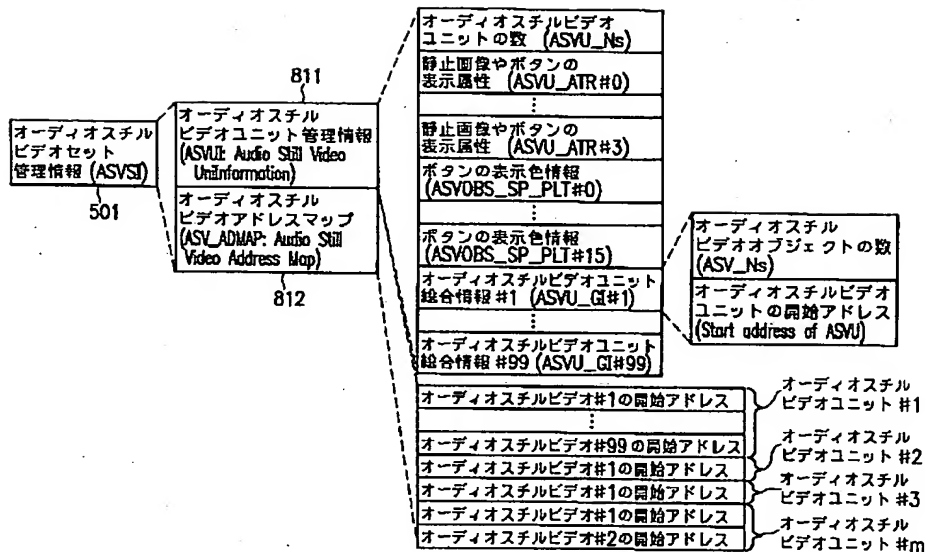 オーディオスチル
ビデオセット
管理情報 (ASVSI)
501
811
オーディオスチル
ビデオユニット管理情報
(ASVUI: Audio Still Video
UniInformation)
オーディオスチル
ビデオアドレスマップ
(ASV_ADMAP: Audio Still
Video Address Map)
812
オーディオスチルビデオ
ユニットの数 (ASVU_Ns)
静止画像やボタンの
表示属性 (ASVU_ATR#0)
⋮
静止画像やボタンの
表示属性 (ASVU_ATR#3)
ボタンの表示色情報
(ASVOBS_SP_PLT#0)
⋮
ボタンの表示色情報
(ASVOBS_SP_PLT#15)
オーディオスチルビデオユニット
総合情報 #1 (ASVU_GI#1)
⋮
オーディオスチルビデオユニット
総合情報 #99 (ASVU_GI#99)
オーディオスチル
ビデオオブジェクトの数
(ASV_Ns)
オーディオスチルビデオ
ユニットの開始アドレス
(Start address of ASVU)
オーディオスチルビデオ#1の開始アドレス
⋮
オーディオスチルビデオ#99の開始アドレス
オーディオスチルビデオ#1の開始アドレス
オーディオスチルビデオ#1の開始アドレス
オーディオスチルビデオ#1の開始アドレス
オーディオスチルビデオ#2の開始アドレス
オーディオスチル
ビデオユニット #1
オーディオスチル
ビデオユニット #2
オーディオスチル
ビデオユニット #3
オーディオスチル
ビデオユニット #m